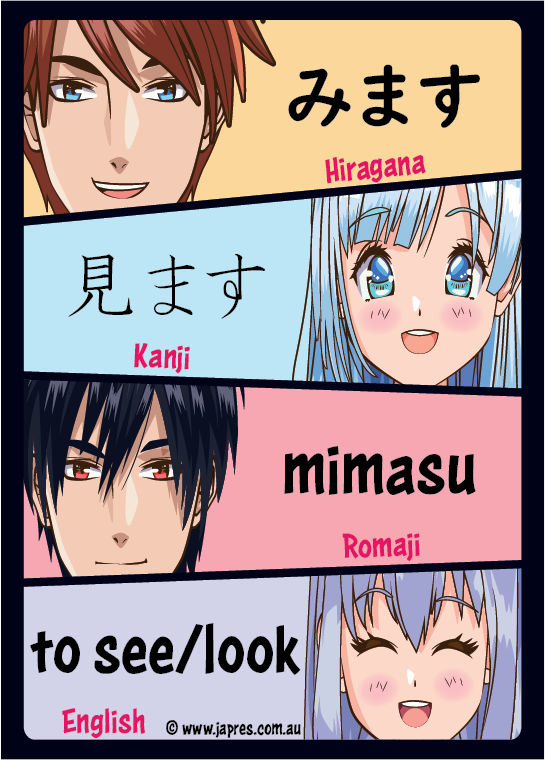 みます
Hiragana
見ます
Kanji
mimasu
Romaji
to see/look
English
© www.japres.com.au